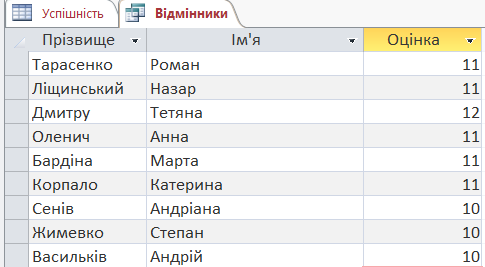 Успішність Відмінники
Прізвище Ім'я Оцінка
Тарасенко Роман 11
Ліщинський Назар 11
Дмитру Тетяна 12
Оленич Анна 11
Бардіна Марта 11
Корпало Катерина 11
Сенів Андріана 10
Жимевко Степан 10
Васильків Андрій 10